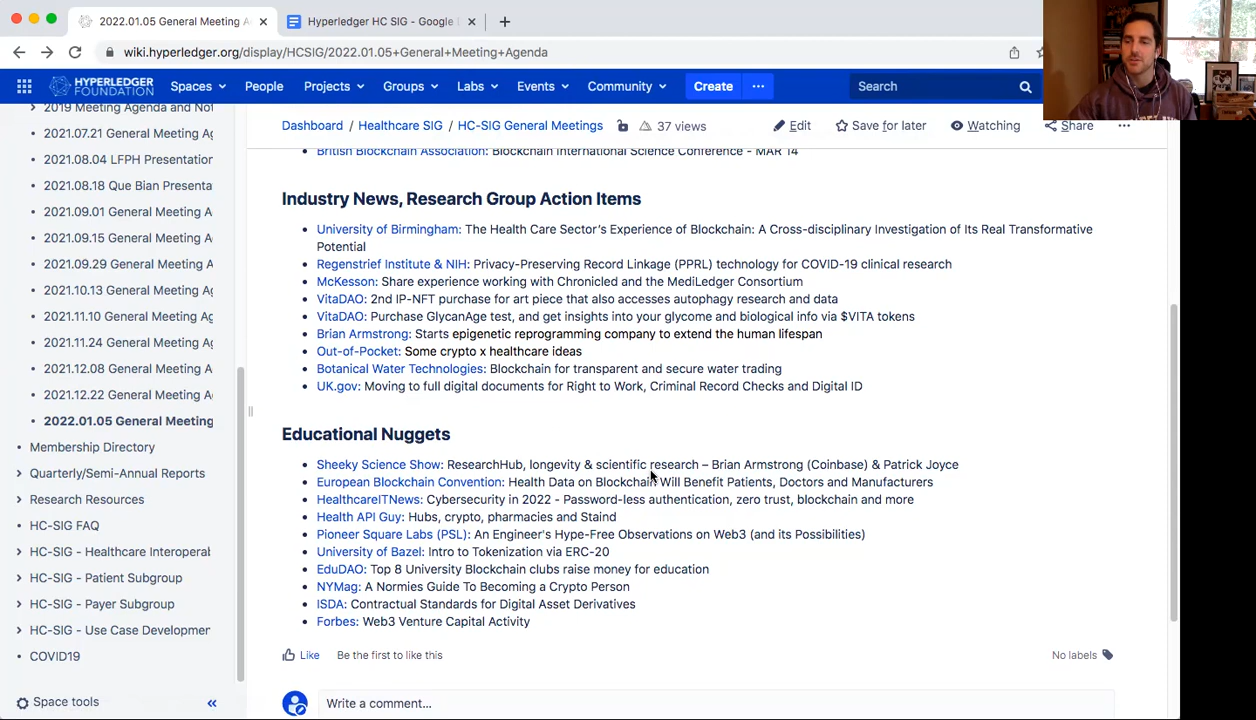 2022.01.05 General Meeting A
Hyperledger HC SIG - Google
wiki.hyperledger.org/display/HCSIG/2022.01.05+General+Meeting+Agenda
HYPERLEDGER FOUNDATION Spaces People Projects Groups Labs Events Community Create Search
2019 Meeting Agenda and Not
2021.07.21 General Meeting Ag
2021.08.04 LFPH Presentation
2021.08.18 Que Bian Presenta
2021.09.01 General Meeting A
2021.09.15 General Meeting A
2021.09.29 General Meeting A
2021.10.13 General Meeting Ag
2021.11.10 General Meeting Ag
2021.11.24 General Meeting Ag
2021.12.08 General Meeting Ag
2021.12.22 General Meeting A
2022.01.05 General Meeting
Membership Directory
Quarterly/Semi-Annual Reports
Research Resources
HC-SIG FAQ
HC-SIG - Healthcare Interoperal
HC-SIG - Patient Subgroup
HC-SIG - Payer Subgroup
HC-SIG - Use Case Developmer
COVID19
Space tools
Dashboard / Healthcare SIG / HC-SIG General Meetings 37 views Edit Save for later Watching Share
British Blockchain Association: Blockchain International Science Conference - MAR 14
Industry News, Research Group Action Items
University of Birmingham: The Health Care Sector's Experience of Blockchain: A Cross-disciplinary Investigation of Its Real Transformative
Potential
Regenstrief Institute & NIH: Privacy-Preserving Record Linkage (PPRL) technology for COVID-19 clinical research
McKesson: Share experience working with Chronicled and the MediLedger Consortium
VitaDAO: 2nd IP-NFT purchase for art piece that also accesses autophagy research and data
VitaDAO: Purchase GlycanAge test, and get insights into your glycome and biological info via $VITA tokens
Brian Armstrong: Starts epigenetic reprogramming company to extend the human lifespan
Out-of-Pocket: Some crypto x healthcare ideas
Botanical Water Technologies: Blockchain for transparent and secure water trading
UK.gov: Moving to full digital documents for Right to Work, Criminal Record Checks and Digital ID
Educational Nuggets
Sheeky Science Show: ResearchHub, longevity & scientific research – Brian Armstrong (Coinbase) & Patrick Joyce
European Blockchain Convention: Health Data on Blockchain Will Benefit Patients, Doctors and Manufacturers
HealthcareITNews: Cybersecurity in 2022 - Password-less authentication, zero trust, blockchain and more
Health API Guy: Hubs, crypto, pharmacies and Staind
Pioneer Square Labs (PSL): An Engineer's Hype-Free Observations on Web3 (and its Possibilities)
University of Bazel: Intro to Tokenization via ERC-20
EduDAO: Top 8 University Blockchain clubs raise money for education
NYMag: A Normies Guide To Becoming a Crypto Person
ISDA: Contractual Standards for Digital Asset Derivatives
Forbes: Web3 Venture Capital Activity
Like Be the first to like this No labels
Write a comment...